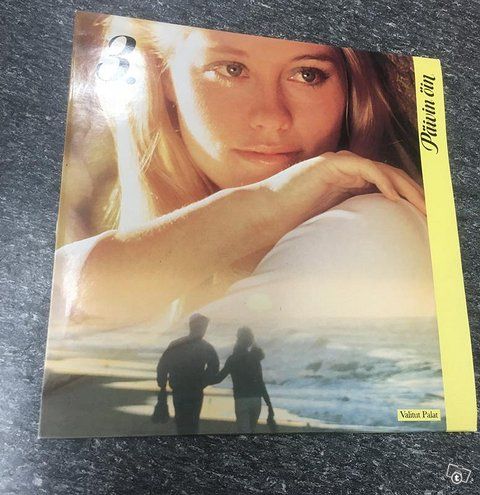 3.
Päivin öin
Valitut Palat